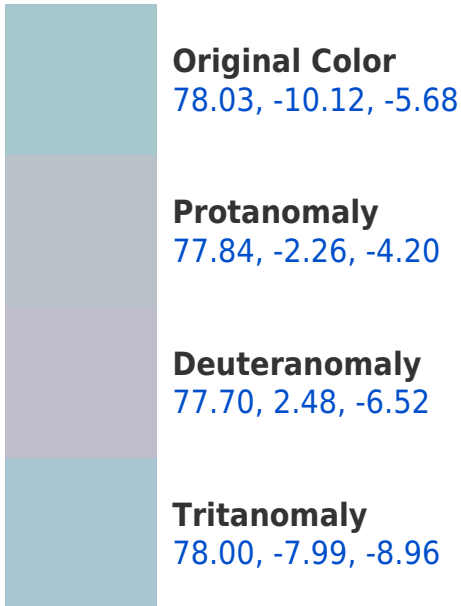 Original Color
78.03, -10.12, -5.68
Protanomaly
77.84, -2.26, -4.20
Deuteranomaly
77.70, 2.48, -6.52
Tritanomaly
78.00, -7.99, -8.96